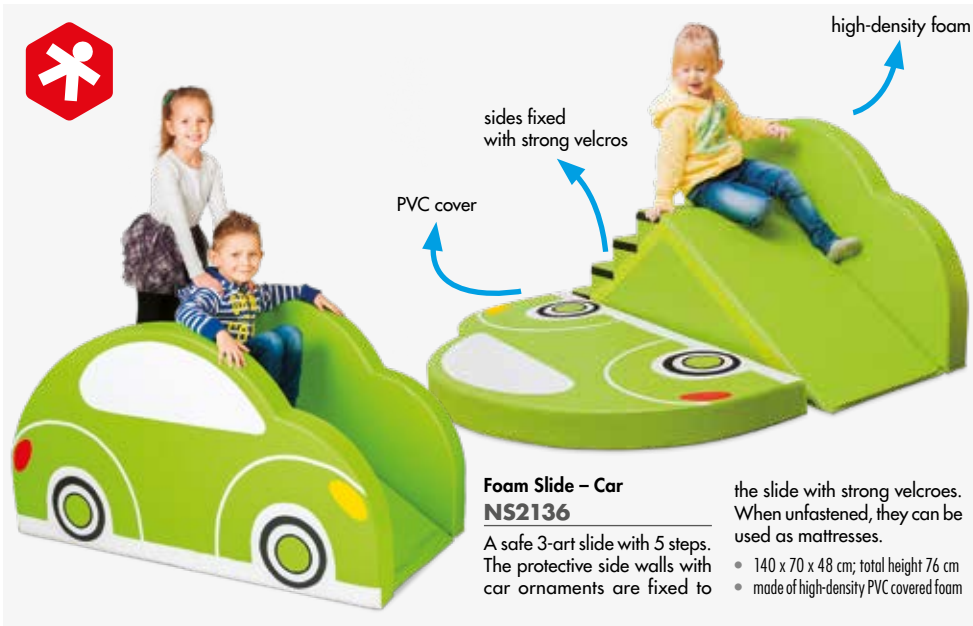 high-density foam
sides fixed
with strong velcros
PVC cover
Foam Slide – Car
NS2136
A safe 3-art slide with 5 steps.
The protective side walls with
car ornaments are fixed to
the slide with strong velcroes.
When unfastened, they can be
used as mattresses.
• 140 x 70 x 48 cm; total height 76 cm
• made of high-density PVC covered foam